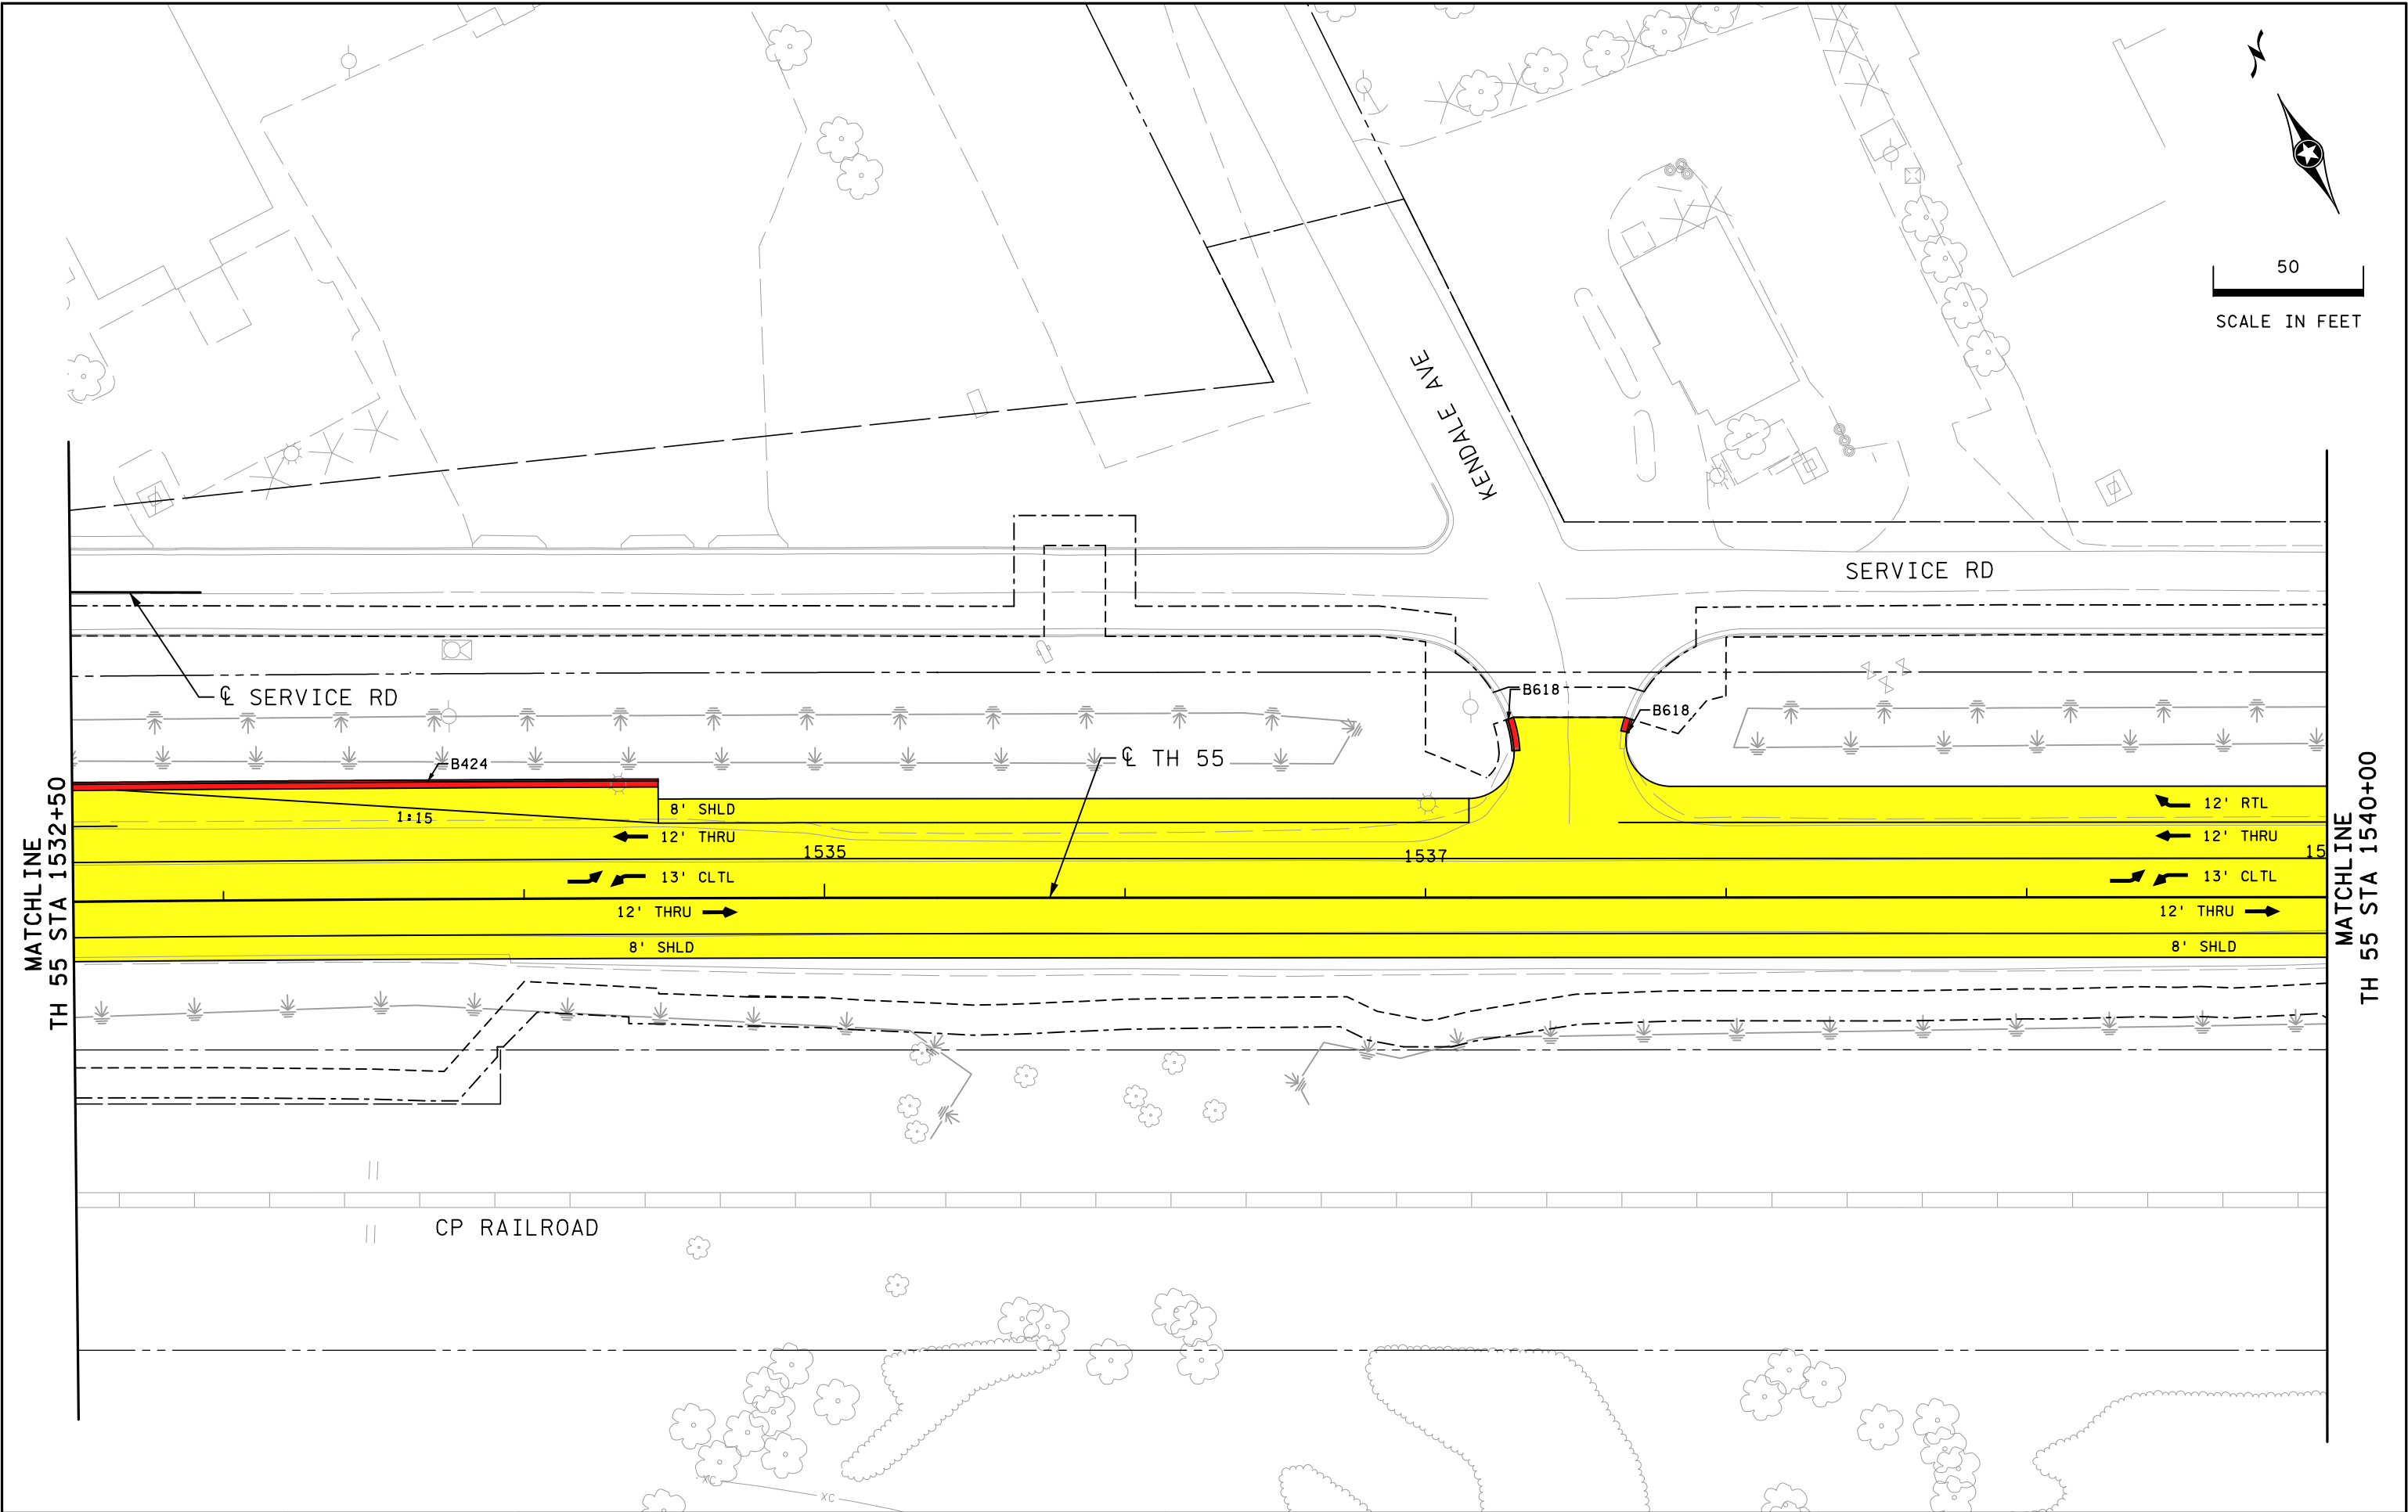 50
SCALE IN FEET
KENDALE AVE
SERVICE RD
℄ SERVICE RD
B618
B618
℄ TH 55
B424
MATCHLINE
TH 55 STA 1532+50
MATCHLINE
TH 55 STA 1540+00
8' SHLD
12' RTL
1:15
12' THRU
12' THRU
1535
1537
15
13' CLTL
13' CLTL
12' THRU
12' THRU
8' SHLD
8' SHLD
CP RAILROAD
XC
XC